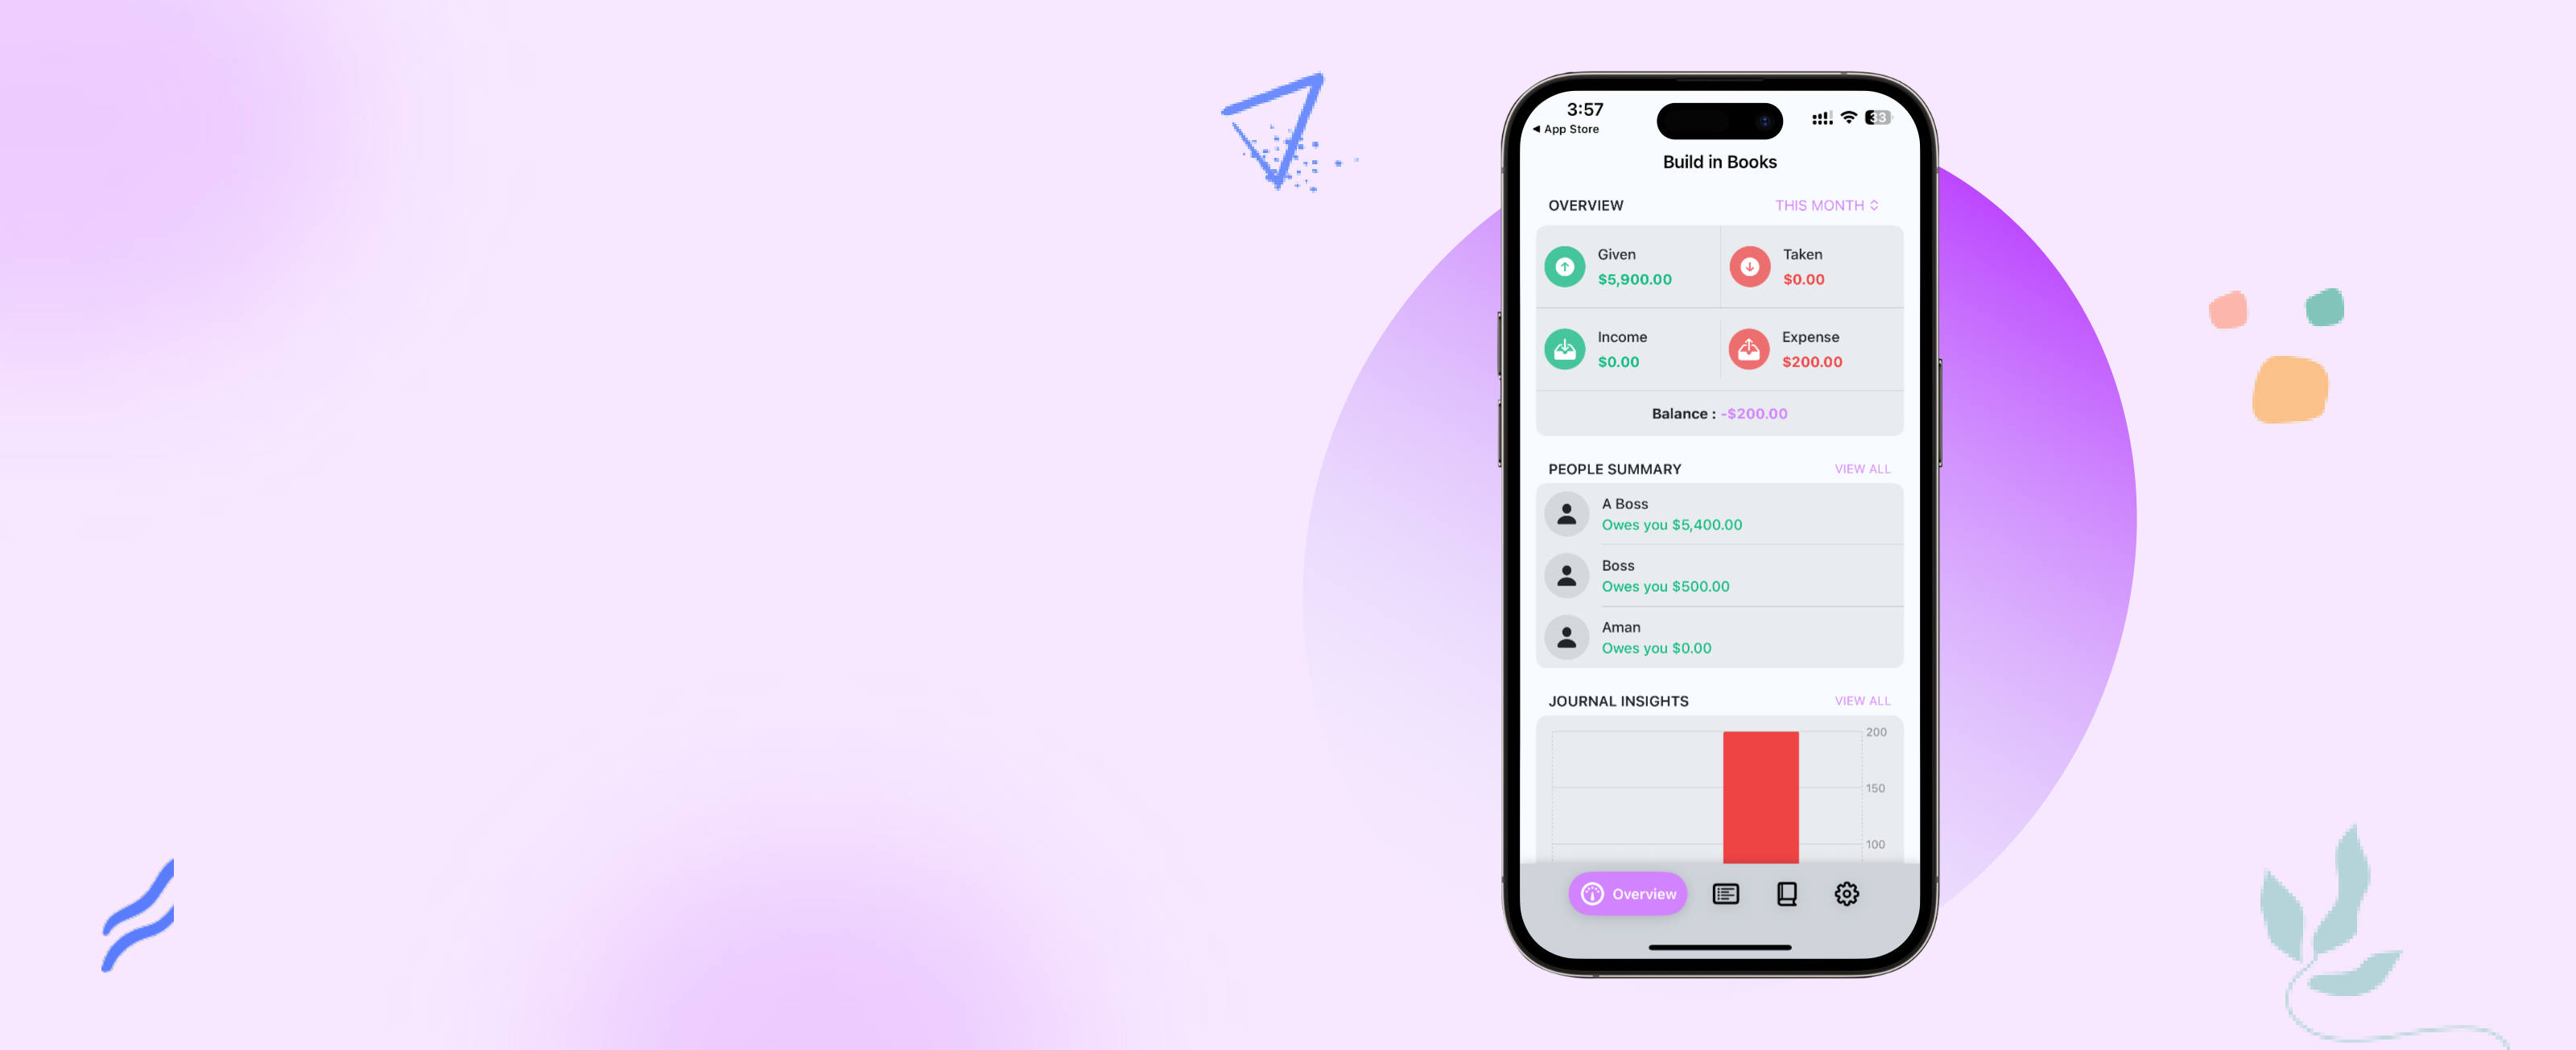 3:57
33
◀ App Store
Build in Books
OVERVIEW THIS MONTH
Given Taken
$5,900.00 $0.00
Income Expense
$0.00 $200.00
Balance : -$200.00
PEOPLE SUMMARY VIEW ALL
A Boss
Owes you $5,400.00
Boss
Owes you $500.00
Aman
Owes you $0.00
JOURNAL INSIGHTS VIEW ALL
200
150
100
Overview